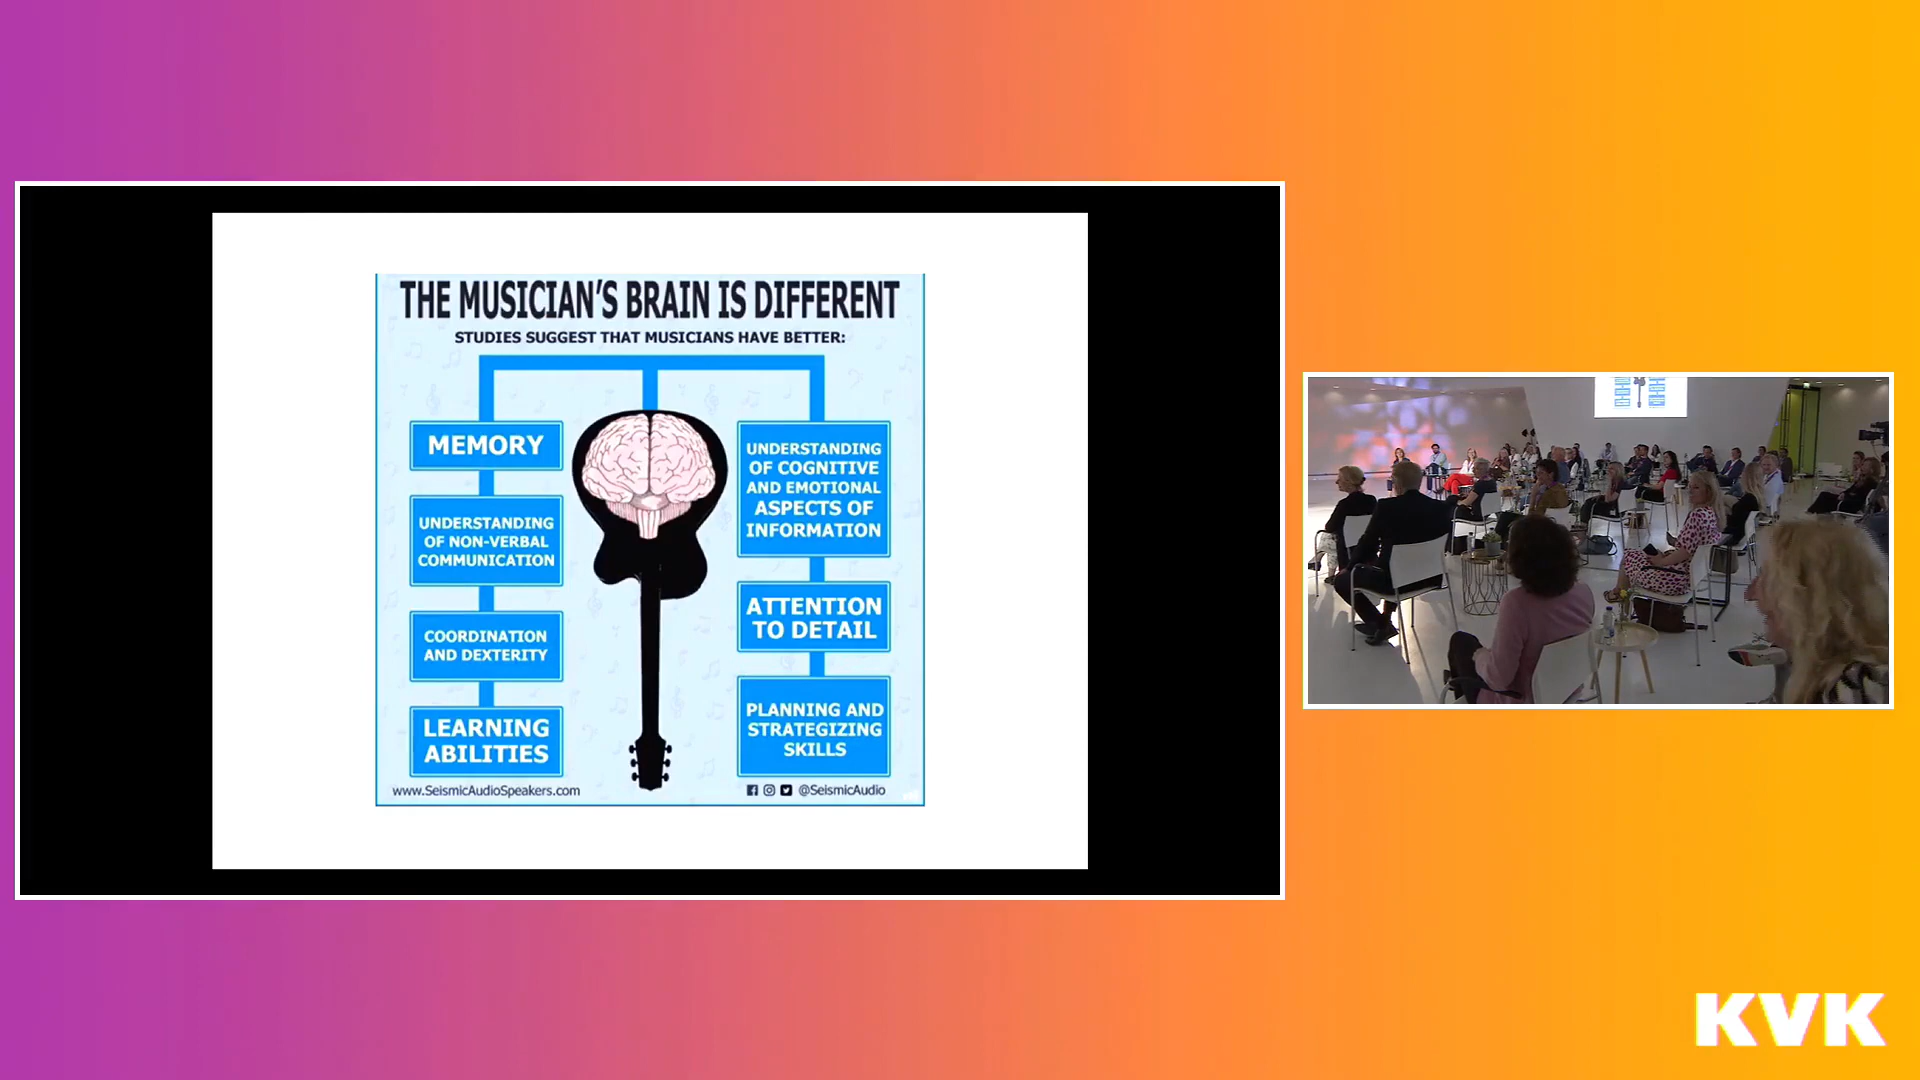 THE MUSICIAN'S BRAIN IS DIFFERENT
STUDIES SUGGEST THAT MUSICIANS HAVE BETTER:
MEMORY
UNDERSTANDING
OF NON-VERBAL
COMMUNICATION
COORDINATION
AND DEXTERITY
LEARNING
ABILITIES
UNDERSTANDING
OF COGNITIVE
AND EMOTIONAL
ASPECTS OF
INFORMATION
ATTENTION
TO DETAIL
PLANNING AND
STRATEGIZING
SKILLS
www.SeismicAudioSpeakers.com
@SeismicAudio
KVK